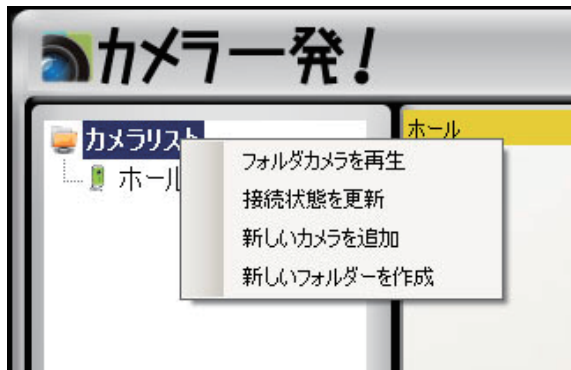 カメラ一発!
カメラリスト
ホール
ホール
フォルダカメラを再生
接続状態を更新
新しいカメラを追加
新しいフォルダーを作成